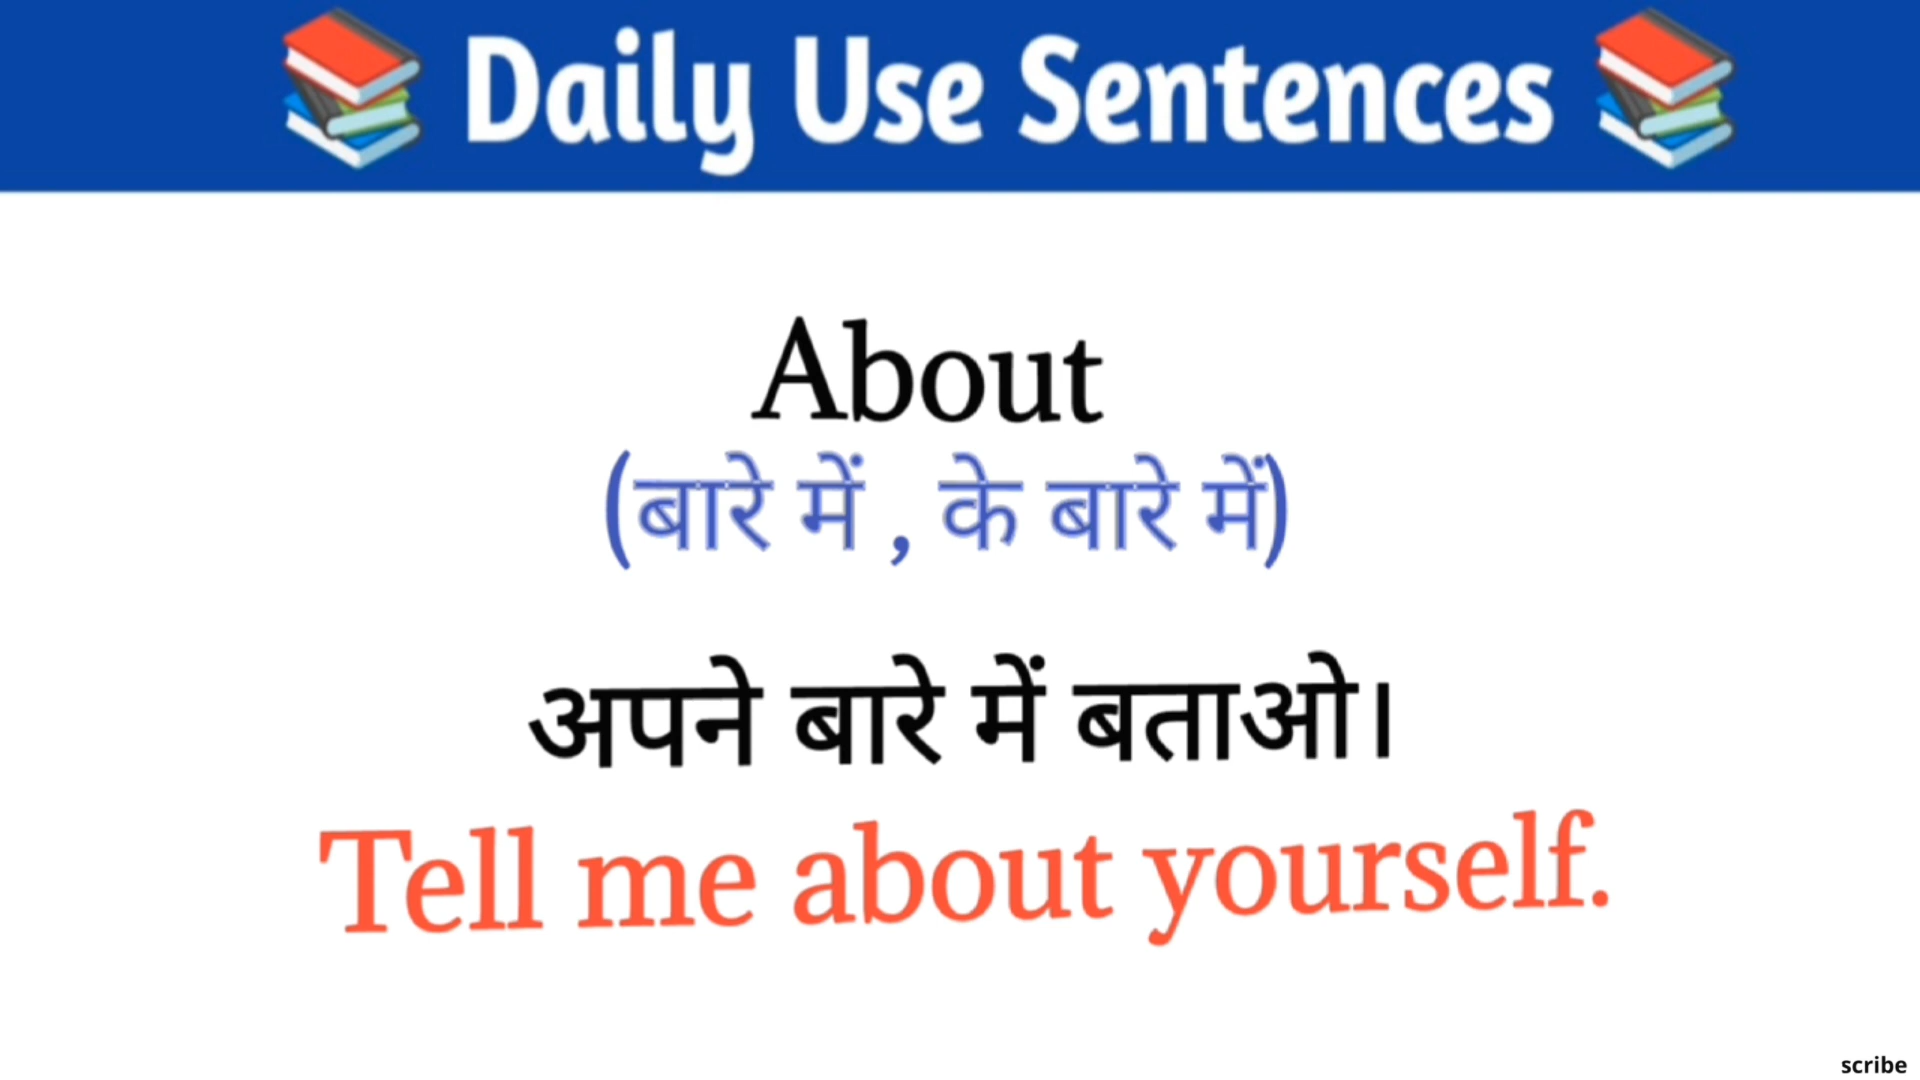 Daily Use Sentences
About
(बारे में , के बारे में)
अपने बारे में बताओ।
Tell me about yourself.
scribe